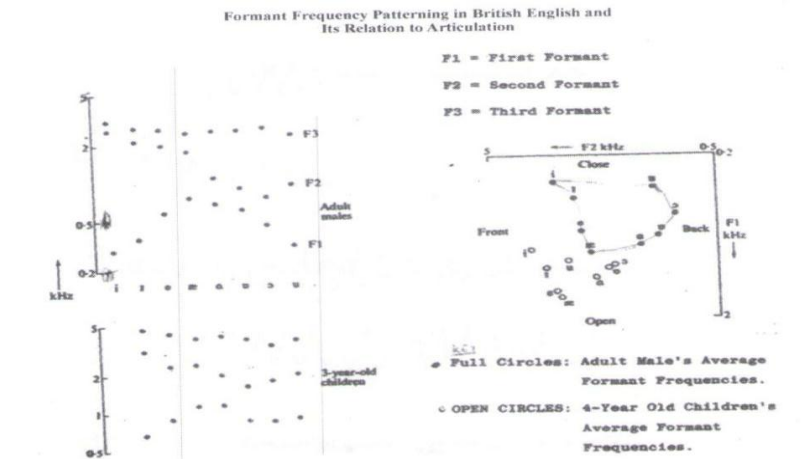 Formant Frequency Patterning in British English and
Its Relation to Articulation
F1 = First Formant
F2 = Second Formant
F3 = Third Formant
5
2
0·5
0·2
kHz
F3
F2
F1
Adult
males
5
2
1
0·5
3-year-old
children
5
← F2 kHz
0·5
0·2
Close
Front
Back
F1
kHz
Open
2
KEY
Full Circles: Adult Male's Average
Formant Frequencies.
OPEN CIRCLES: 4-Year Old Children's
Average Formant
Frequencies.